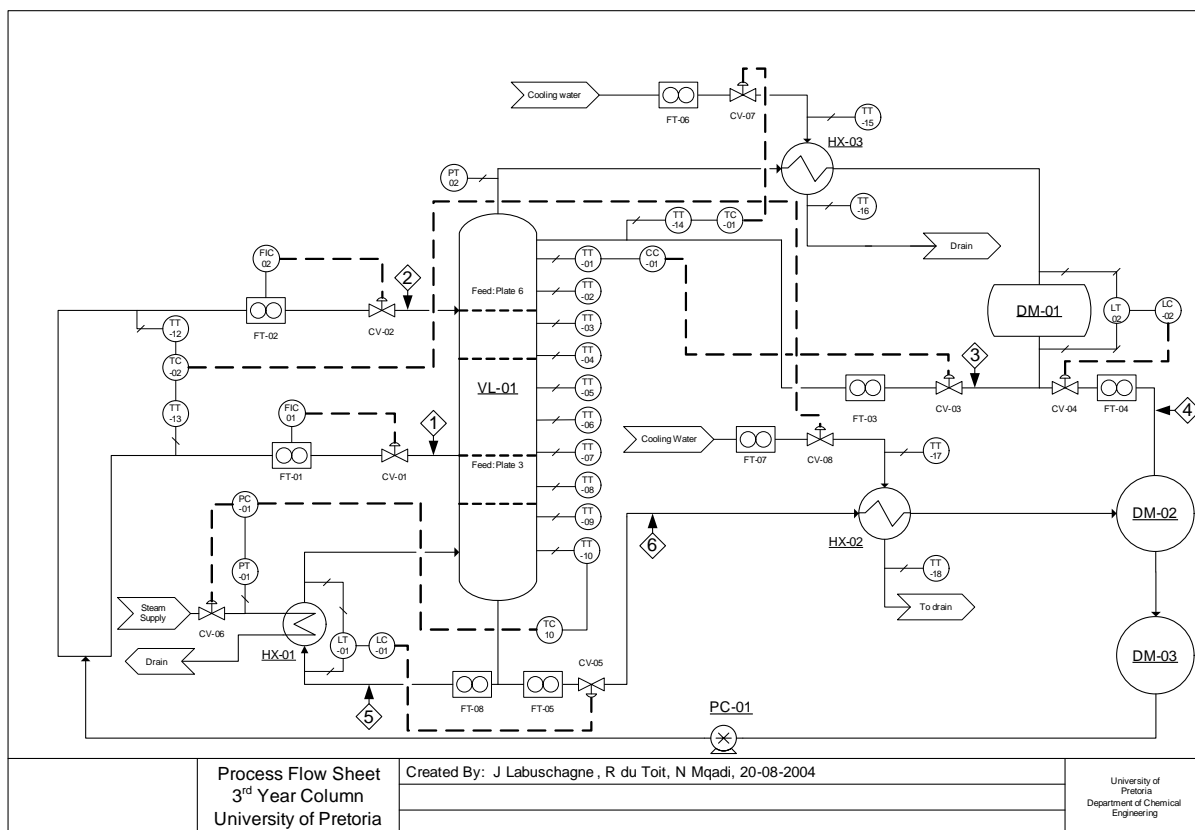 Cooling water
FT-06
CV-07
TT
-15
HX-03
PT
02
TT
-16
TT
-14
TC
-01
Drain
FIC
02
TT
-01
CC
-01
2
Feed: Plate 6
TT
-02
DM-01
LT
02
LC
-02
TT
-12
FT-02
CV-02
TT
-03
TC
-02
TT
-04
3
VL-01
TT
-05
FT-03
CV-03
CV-04
FT-04
4
TT
-13
FIC
01
1
TT
-06
Cooling Water
FT-07
CV-08
TT
-17
FT-01
CV-01
Feed: Plate 3
TT
-07
TT
-08
PC
-01
TT
-09
6
HX-02
DM-02
TT
-10
PT
-01
TT
-18
Steam
Supply
CV-06
To drain
TC
10
Drain
HX-01
LT
-01
LC
-01
CV-05
DM-03
5
FT-08
FT-05
PC-01
Process Flow Sheet
3rd Year Column
University of Pretoria
Created By: J Labuschagne , R du Toit, N Mqadi, 20-08-2004
University of
Pretoria
Department of Chemical
Engineering